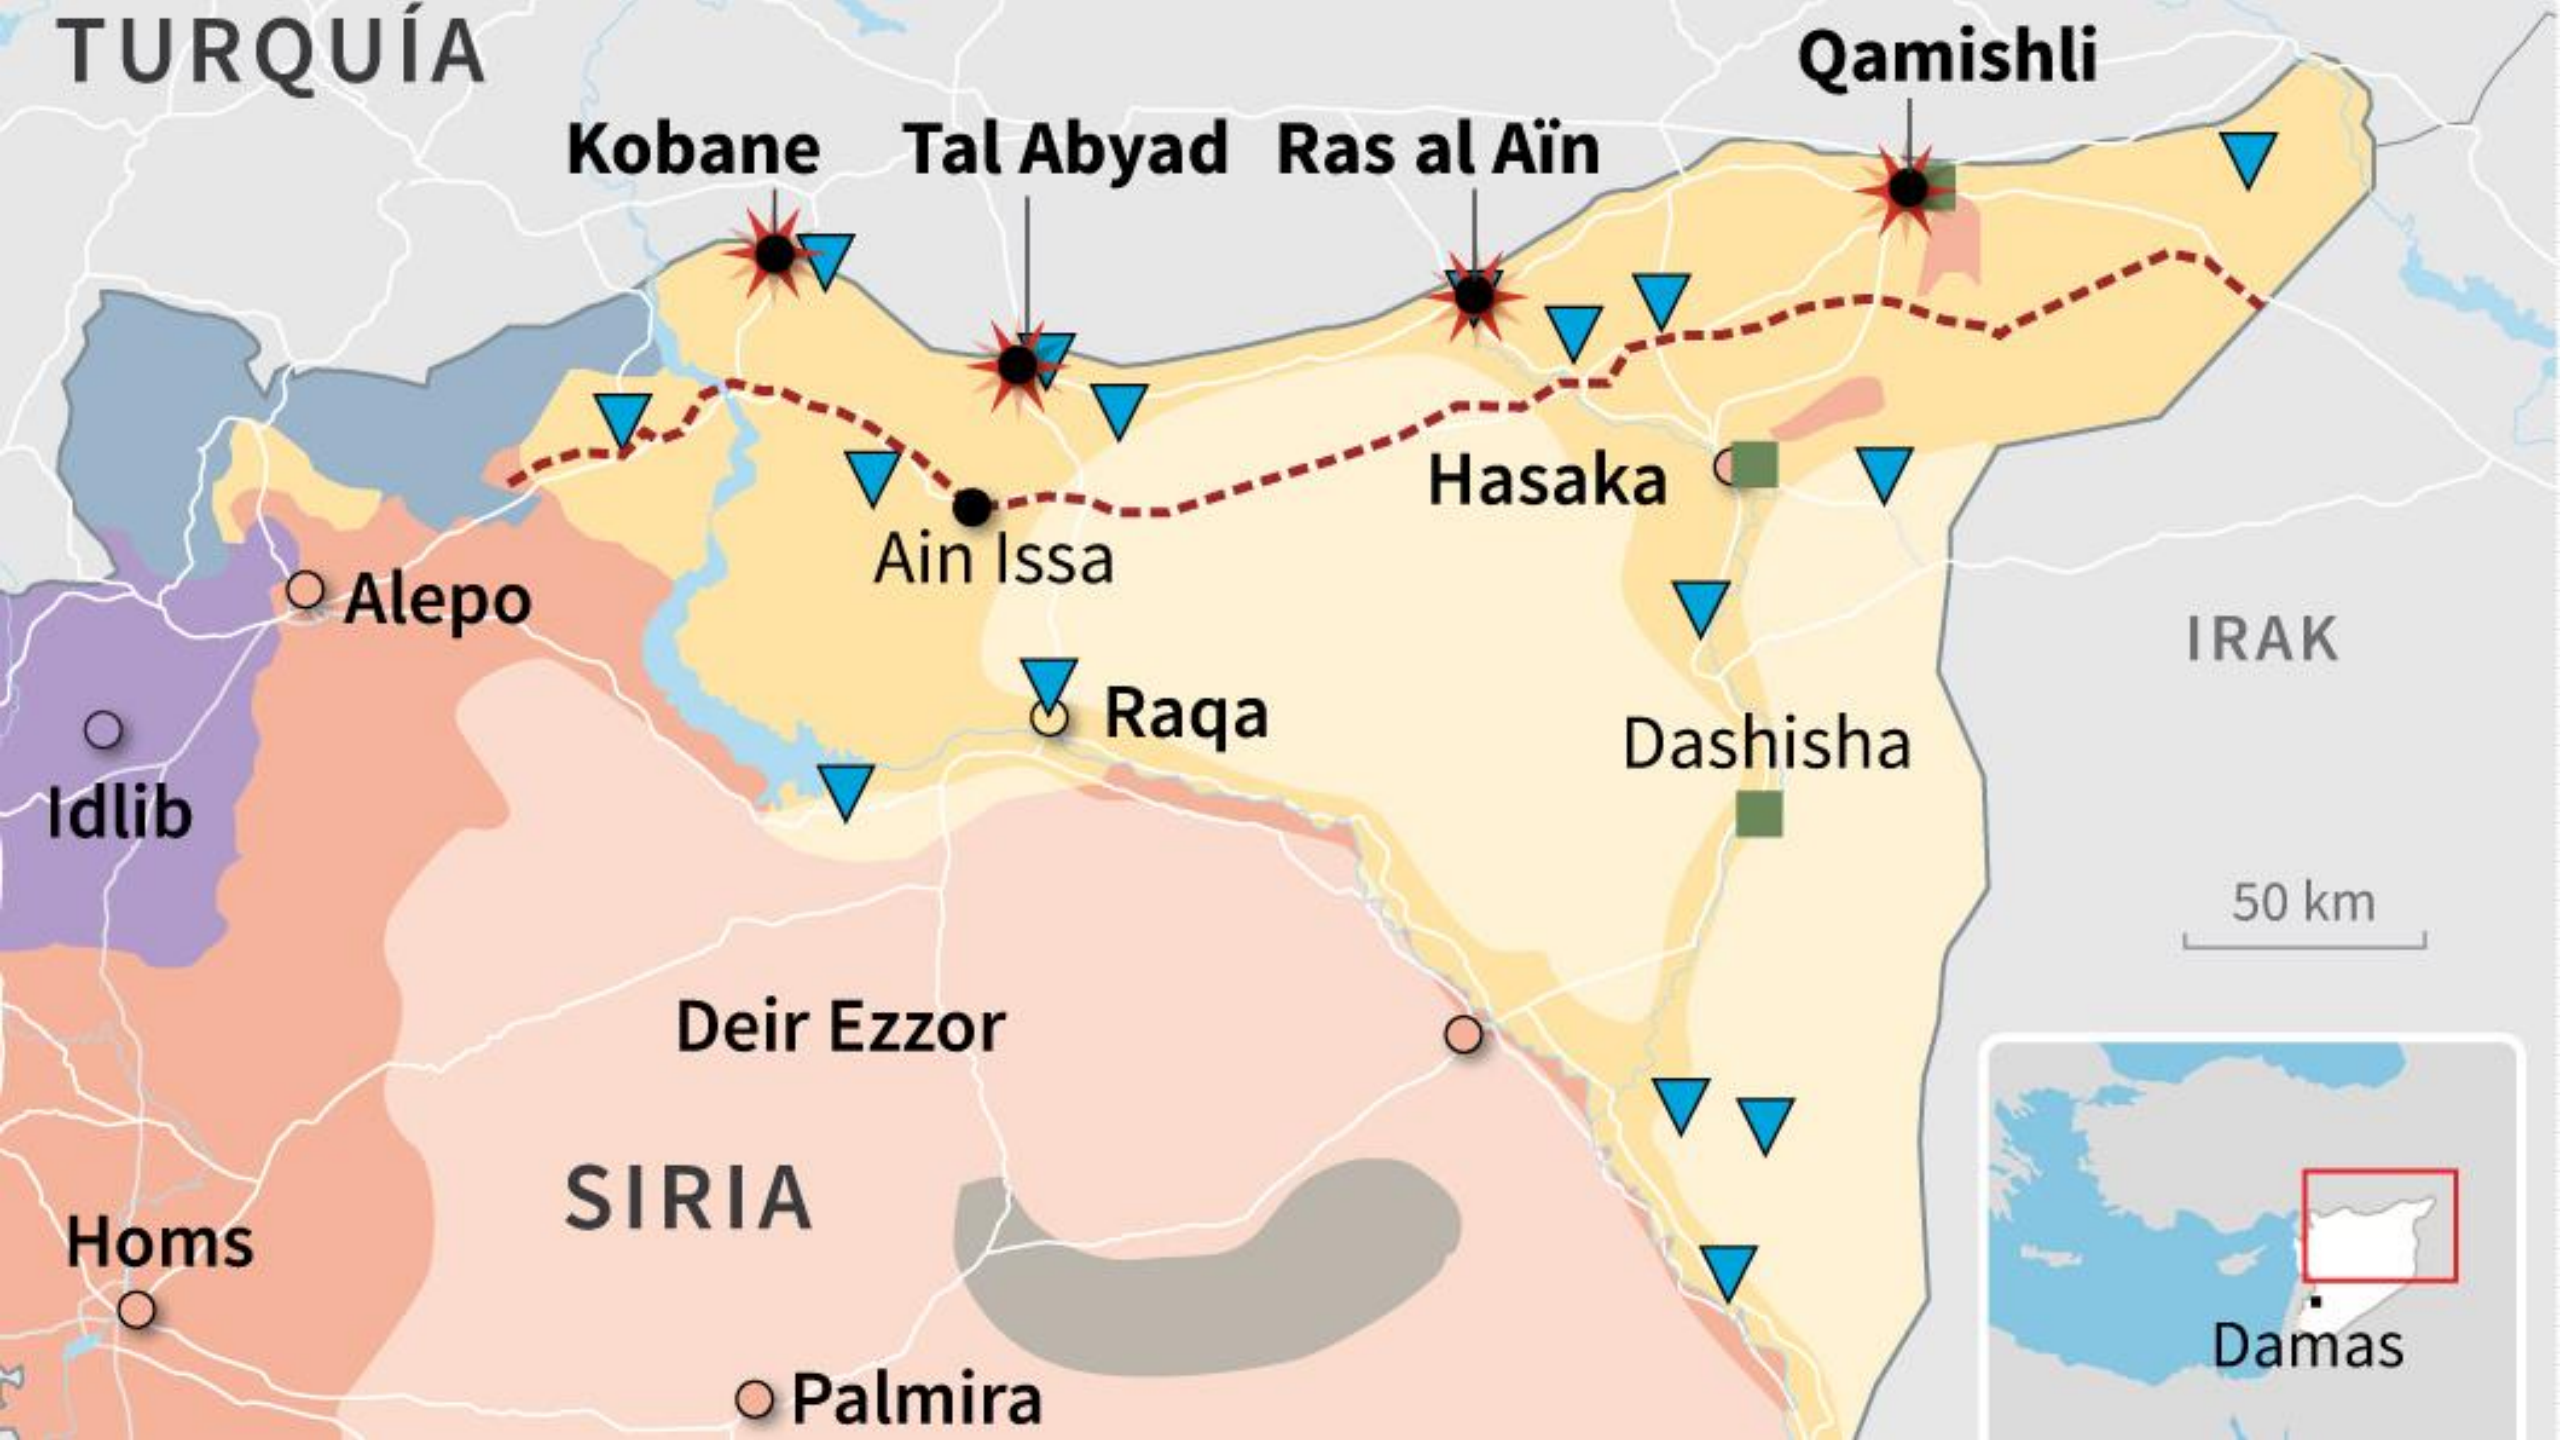 TURQUÍA
Qamishli
Kobane
Tal Abyad
Ras al Aïn
Hasaka
Ain Issa
Alepo
IRAK
Raqa
Dashisha
Idlib
50 km
Deir Ezzor
SIRIA
Homs
Damas
Palmira